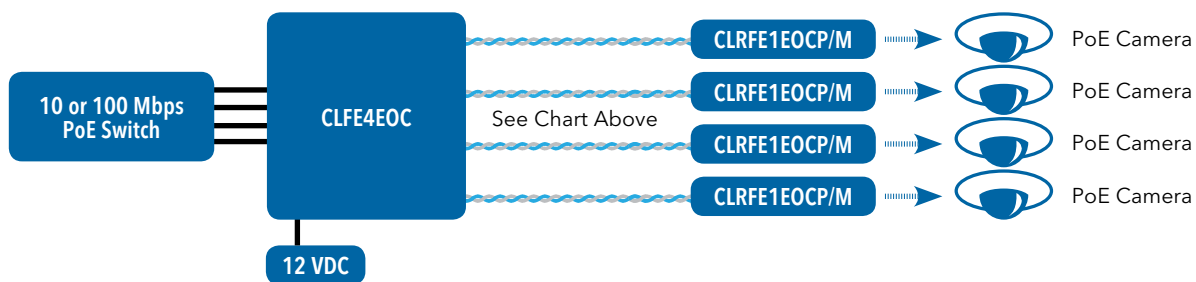 CLRFE1EOCP/M
PoE Camera
10 or 100 Mbps
PoE Switch
CLFE4EOC
CLRFE1EOCP/M
PoE Camera
See Chart Above
CLRFE1EOCP/M
PoE Camera
CLRFE1EOCP/M
PoE Camera
12 VDC